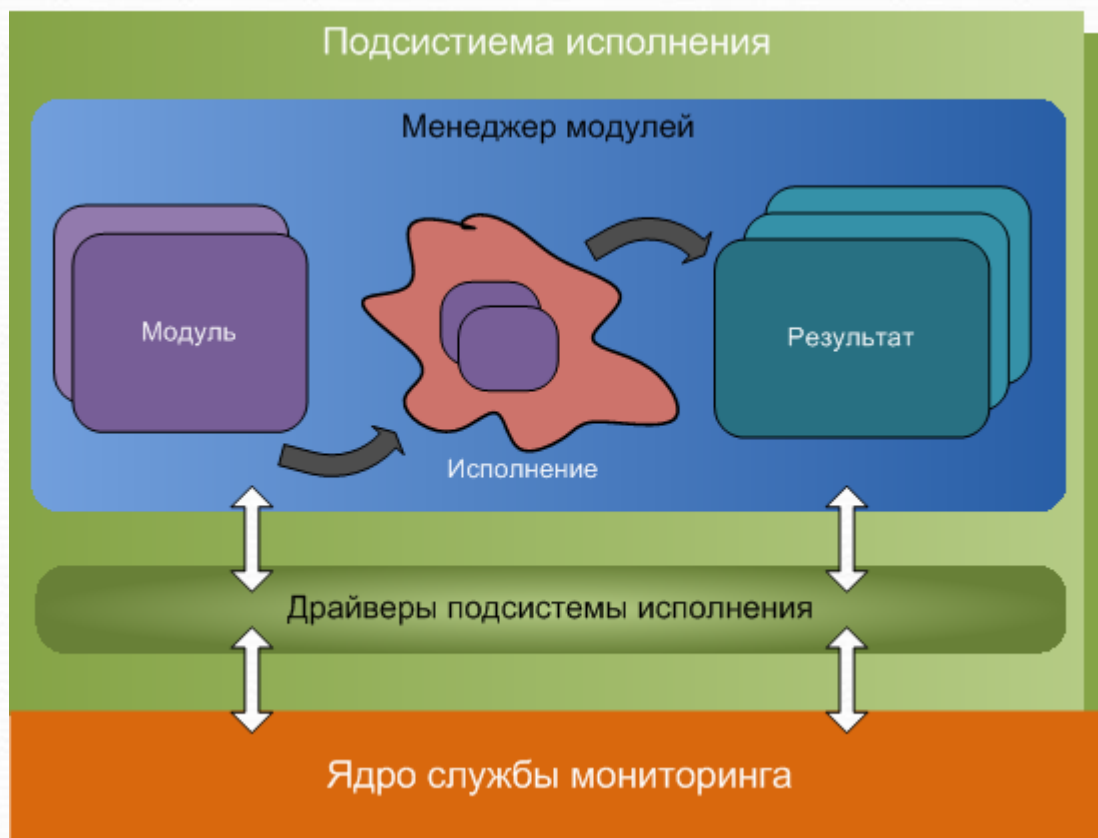 Подсистиема исполнения
Менеджер модулей
Модуль
Результат
Исполнение
Драйверы подсистемы исполнения
Ядро службы мониторинга